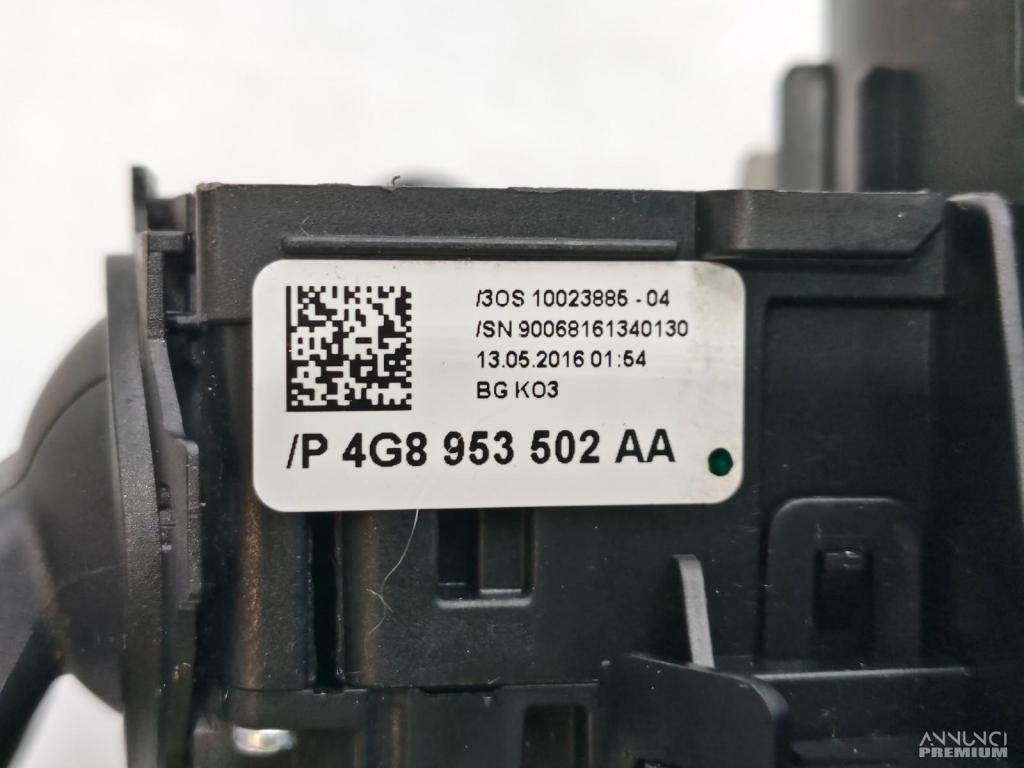 /3OS 10023885 - 04
/SN 90068161340130
13.05.2016 01:54
BG K03
/P 4G8 953 502 AA
ANNUNCI
PREMIUM